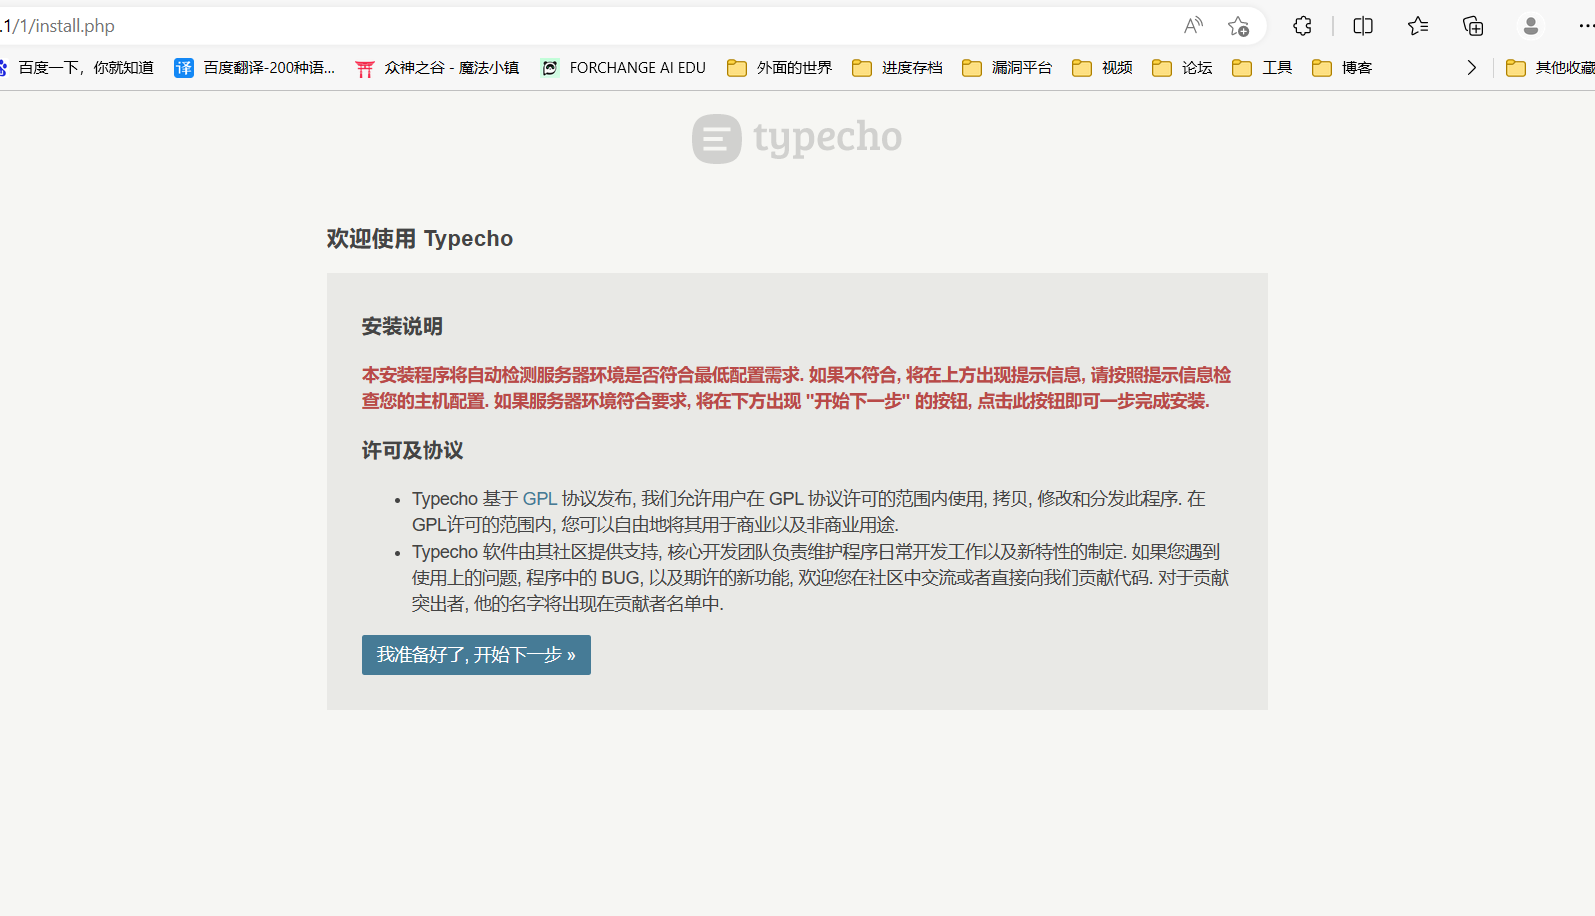 .1/1/install.php
百度一下，你就知道 译 百度翻译-200种语... 众神之谷 - 魔法小镇 FORCHANGE AI EDU 外面的世界 进度存档 漏洞平台 视频 论坛 工具 博客 其他收藏
typecho
欢迎使用 Typecho
安装说明
本安装程序将自动检测服务器环境是否符合最低配置需求. 如果不符合, 将在上方出现提示信息, 请按照提示信息检
查您的主机配置. 如果服务器环境符合要求, 将在下方出现 "开始下一步" 的按钮, 点击此按钮即可一步完成安装.
许可及协议
• Typecho 基于 GPL 协议发布, 我们允许用户在 GPL 协议许可的范围内使用, 拷贝, 修改和分发此程序. 在
GPL许可的范围内, 您可以自由地将其用于商业以及非商业用途.
• Typecho 软件由其社区提供支持, 核心开发团队负责维护程序日常开发工作以及新特性的制定. 如果您遇到
使用上的问题, 程序中的 BUG, 以及期许的新功能, 欢迎您在社区中交流或者直接向我们贡献代码. 对于贡献
突出者, 他的名字将出现在贡献者名单中.
我准备好了, 开始下一步 »